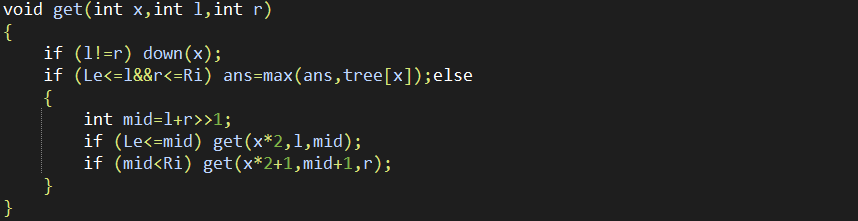 void get(int x,int l,int r)
{
    if (l!=r) down(x);
    if (Le<=l&&r<=Ri) ans=max(ans,tree[x]);else
    {
        int mid=l+r>>1;
        if (Le<=mid) get(x*2,l,mid);
        if (mid<Ri) get(x*2+1,mid+1,r);
    }
}